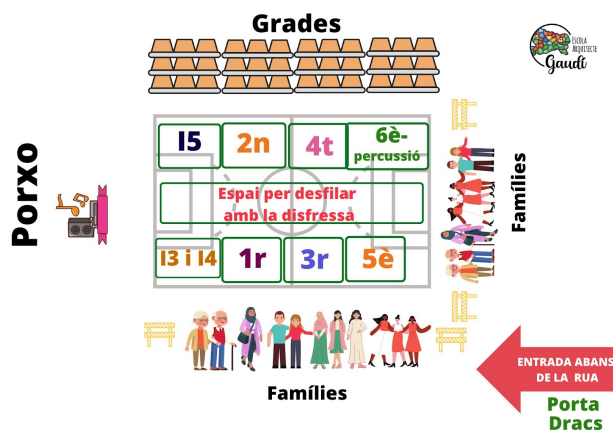 Grades
ESCOLA
ARQUITECTE
Gaudí
Porxo
I5
2n
4t
6è-
percussió
Espai per desfilar
amb la disfressa
I3 i I4
1r
3r
5è
Famílies
Famílies
ENTRADA ABANS
DE LA RUA
Porta
Dracs